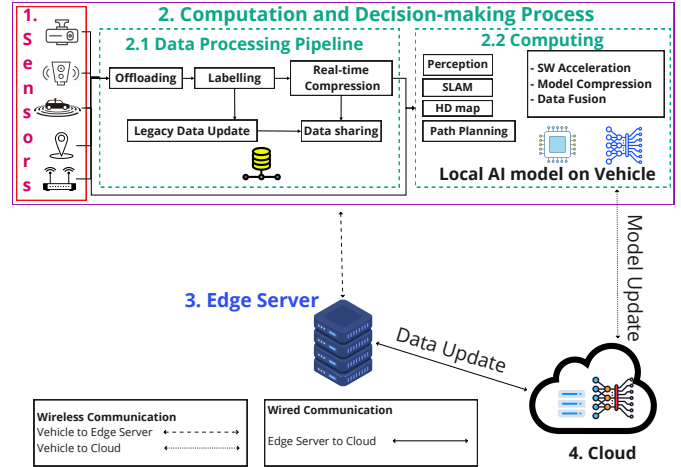 1.
S
e
n
s
o
r
s
2. Computation and Decision-making Process
2.1 Data Processing Pipeline
Offloading
Labelling
Real-time
Compression
Legacy Data Update
Data sharing
2.2 Computing
Perception
SLAM
HD map
Path Planning
- SW Acceleration
- Model Compression
- Data Fusion
Local AI model on Vehicle
3. Edge Server
Data Update
Model Update
4. Cloud
Wireless Communication
Vehicle to Edge Server
Vehicle to Cloud
Wired Communication
Edge Server to Cloud